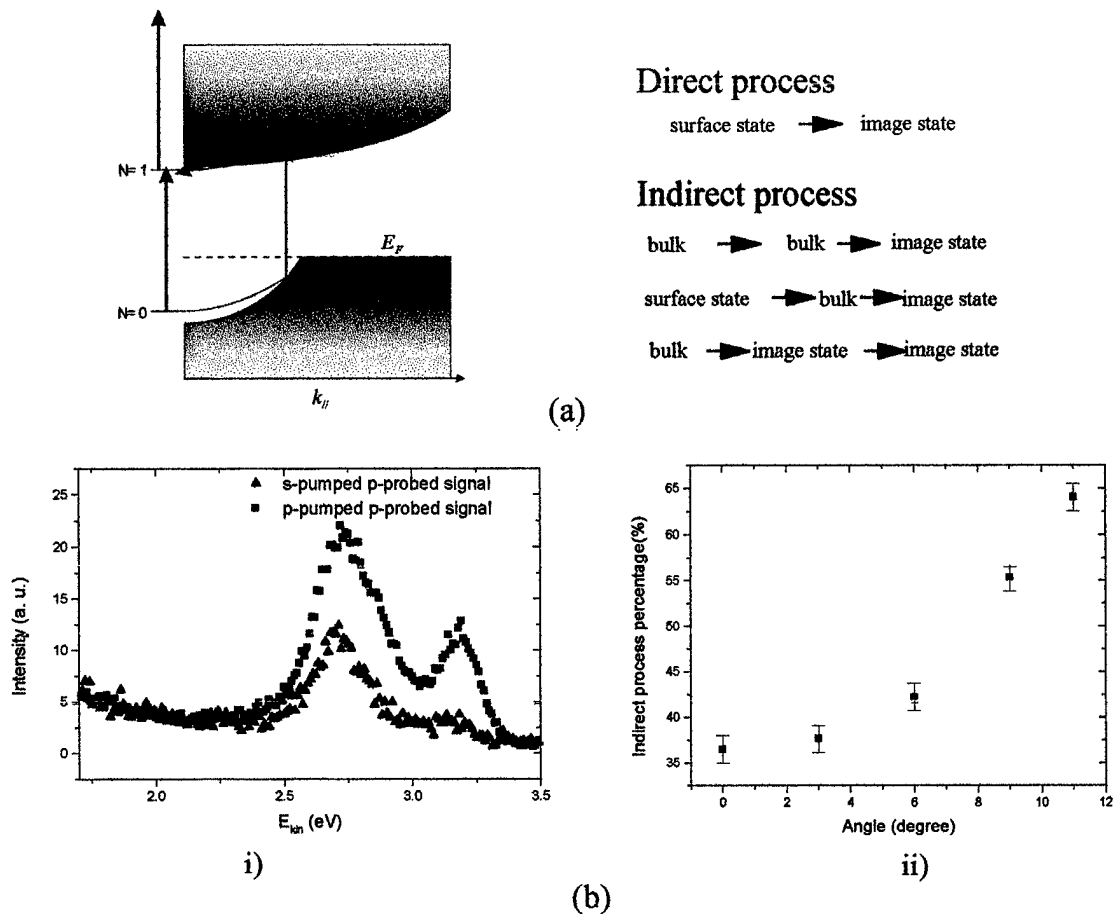 Direct process
surface state image state
Indirect process
bulk bulk image state
surface state bulk image state
bulk image state image state
N= 1
E_F
N= 0
k_//
(a)
s-pumped p-probed signal
p-pumped p-probed signal
Intensity (a. u.)
25
20
15
10
5
0
2.0 2.5 3.0 3.5
E_kin (eV)
i)
Indirect process percentage(%)
65
60
55
50
45
40
35
0 2 4 6 8 10 12
Angle (degree)
ii)
(b)